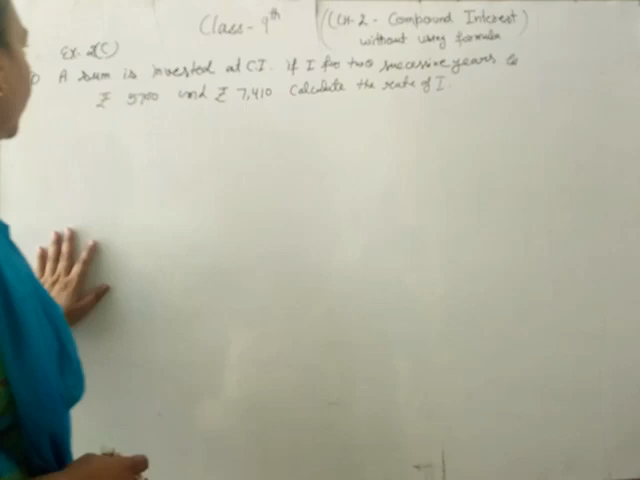 Class - 9th (CH-2 - Compound Interest)
without using formula
Ex. 2(C)
A sum is invested at C.I. if I for two successive years is
₹ 5700 and ₹ 7,410 Calculate the rate of I.